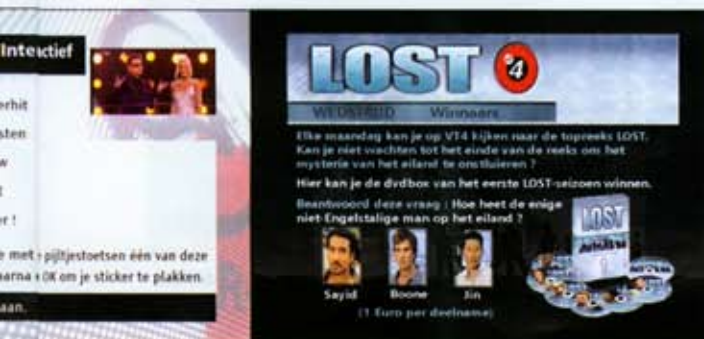 Interactief
erhit
sten
w
t
er !
e met pijltjestoetsen één van deze
aarna OK om je sticker te plakken.
aan.
LOST 4
WEDSTRIJD Winnaars
Elke maandag kan je op VT4 kijken naar de topreeks LOST.
Kan je niet wachten tot het einde van de reeks om het
mysterie van het eiland te onstluieren ?
Hier kan je de dvdbox van het eerste LOST-seizoen winnen.
Beantwoord deze vraag : Hoe heet de enige
niet-Engelstalige man op het eiland ?
LOST
Sayid Boone Jin
(1 Euro per deelname)